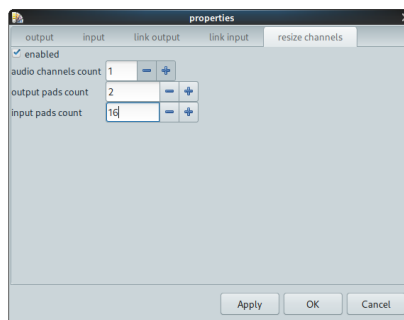 properties
output input link output link input resize channels
enabled
audio channels count 1
output pads count 2
input pads count 16
Apply OK Cancel